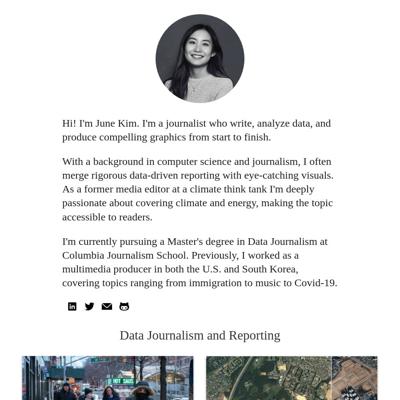 Hi! I'm June Kim. I'm a journalist who write, analyze data, and
produce compelling graphics from start to finish.
With a background in computer science and journalism, I often
merge rigorous data-driven reporting with eye-catching visuals.
As a former media editor at a climate think tank I'm deeply
passionate about covering climate and energy, making the topic
accessible to readers.
I'm currently pursuing a Master's degree in Data Journalism at
Columbia Journalism School. Previously, I worked as a
multimedia producer in both the U.S. and South Korea,
covering topics ranging from immigration to music to Covid-19.
Data Journalism and Reporting